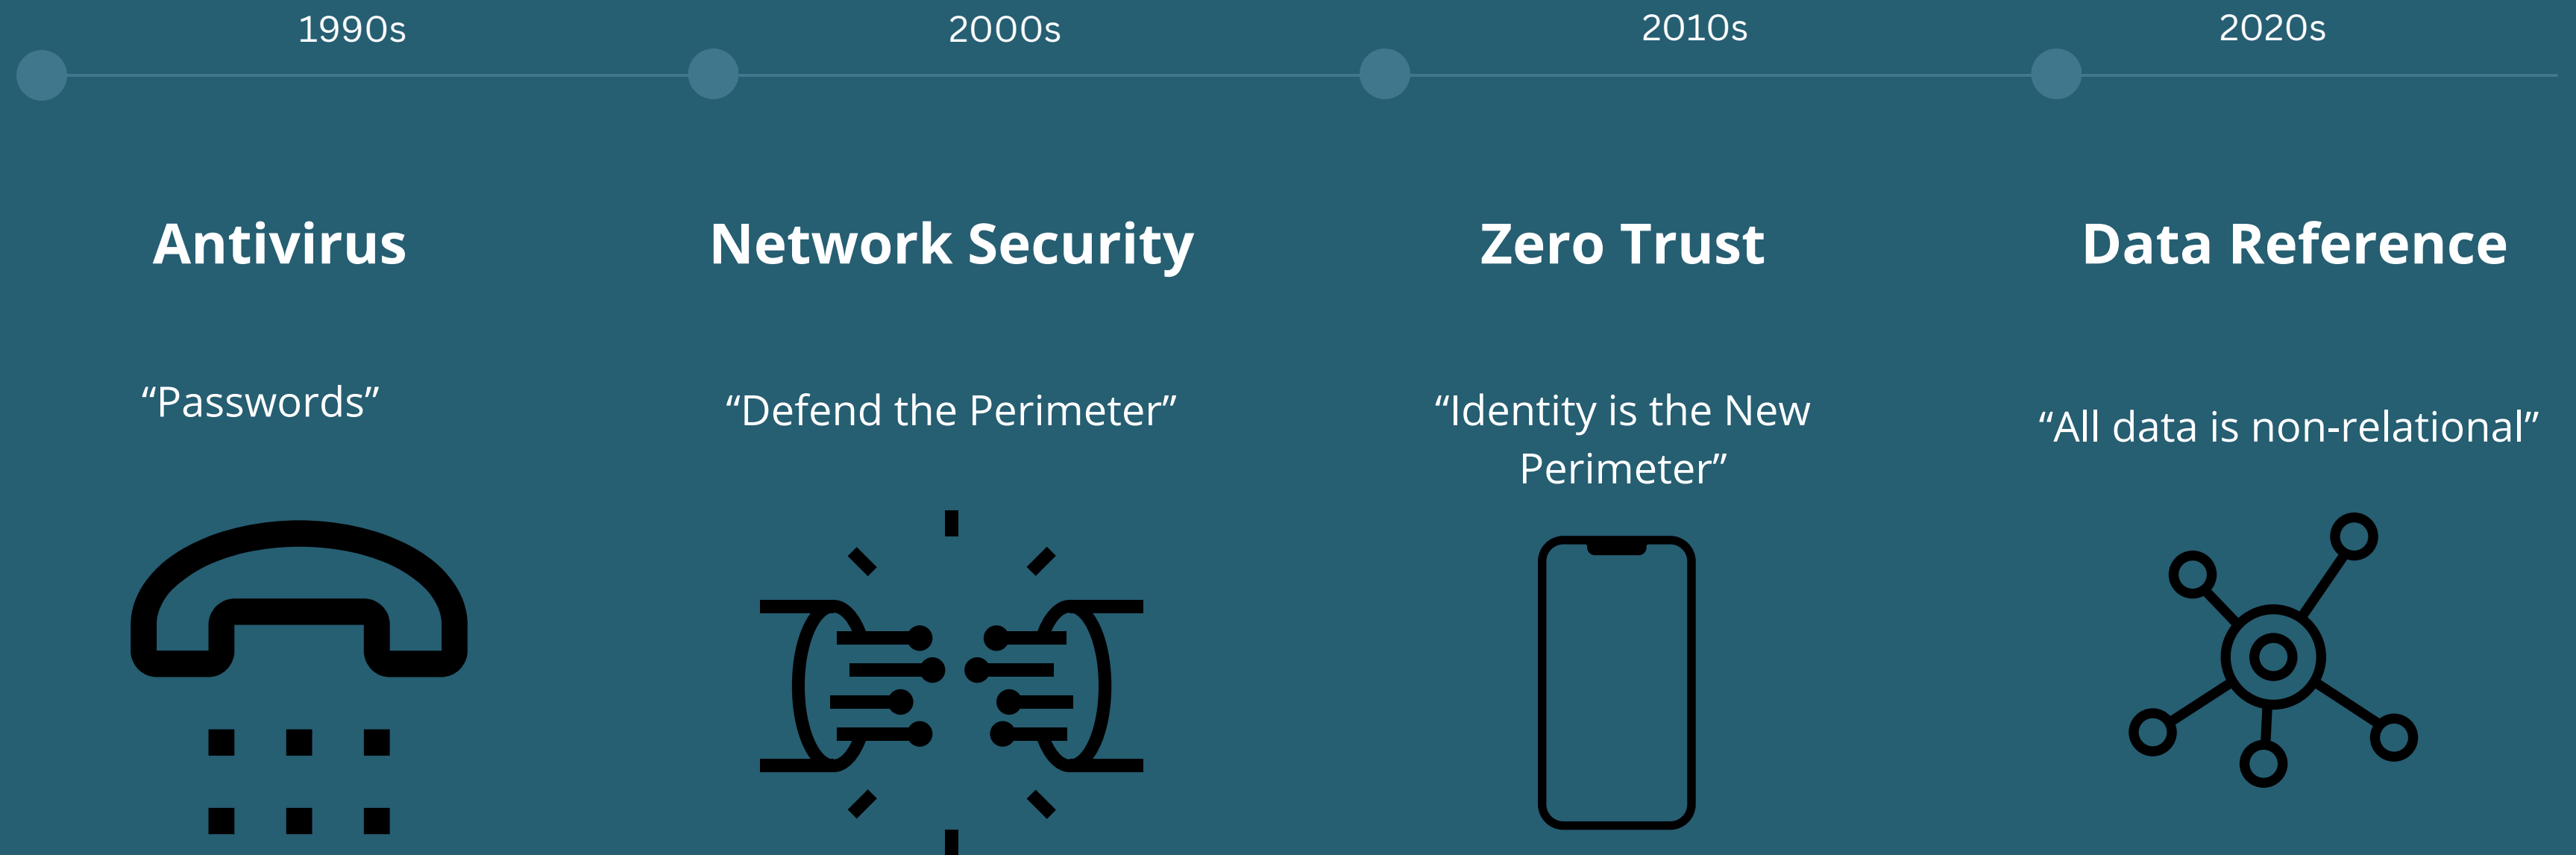 1990s
2000s
2010s
2020s
Antivirus
Network Security
Zero Trust
Data Reference
“Passwords”
“Defend the Perimeter”
“Identity is the New
Perimeter”
“All data is non-relational”